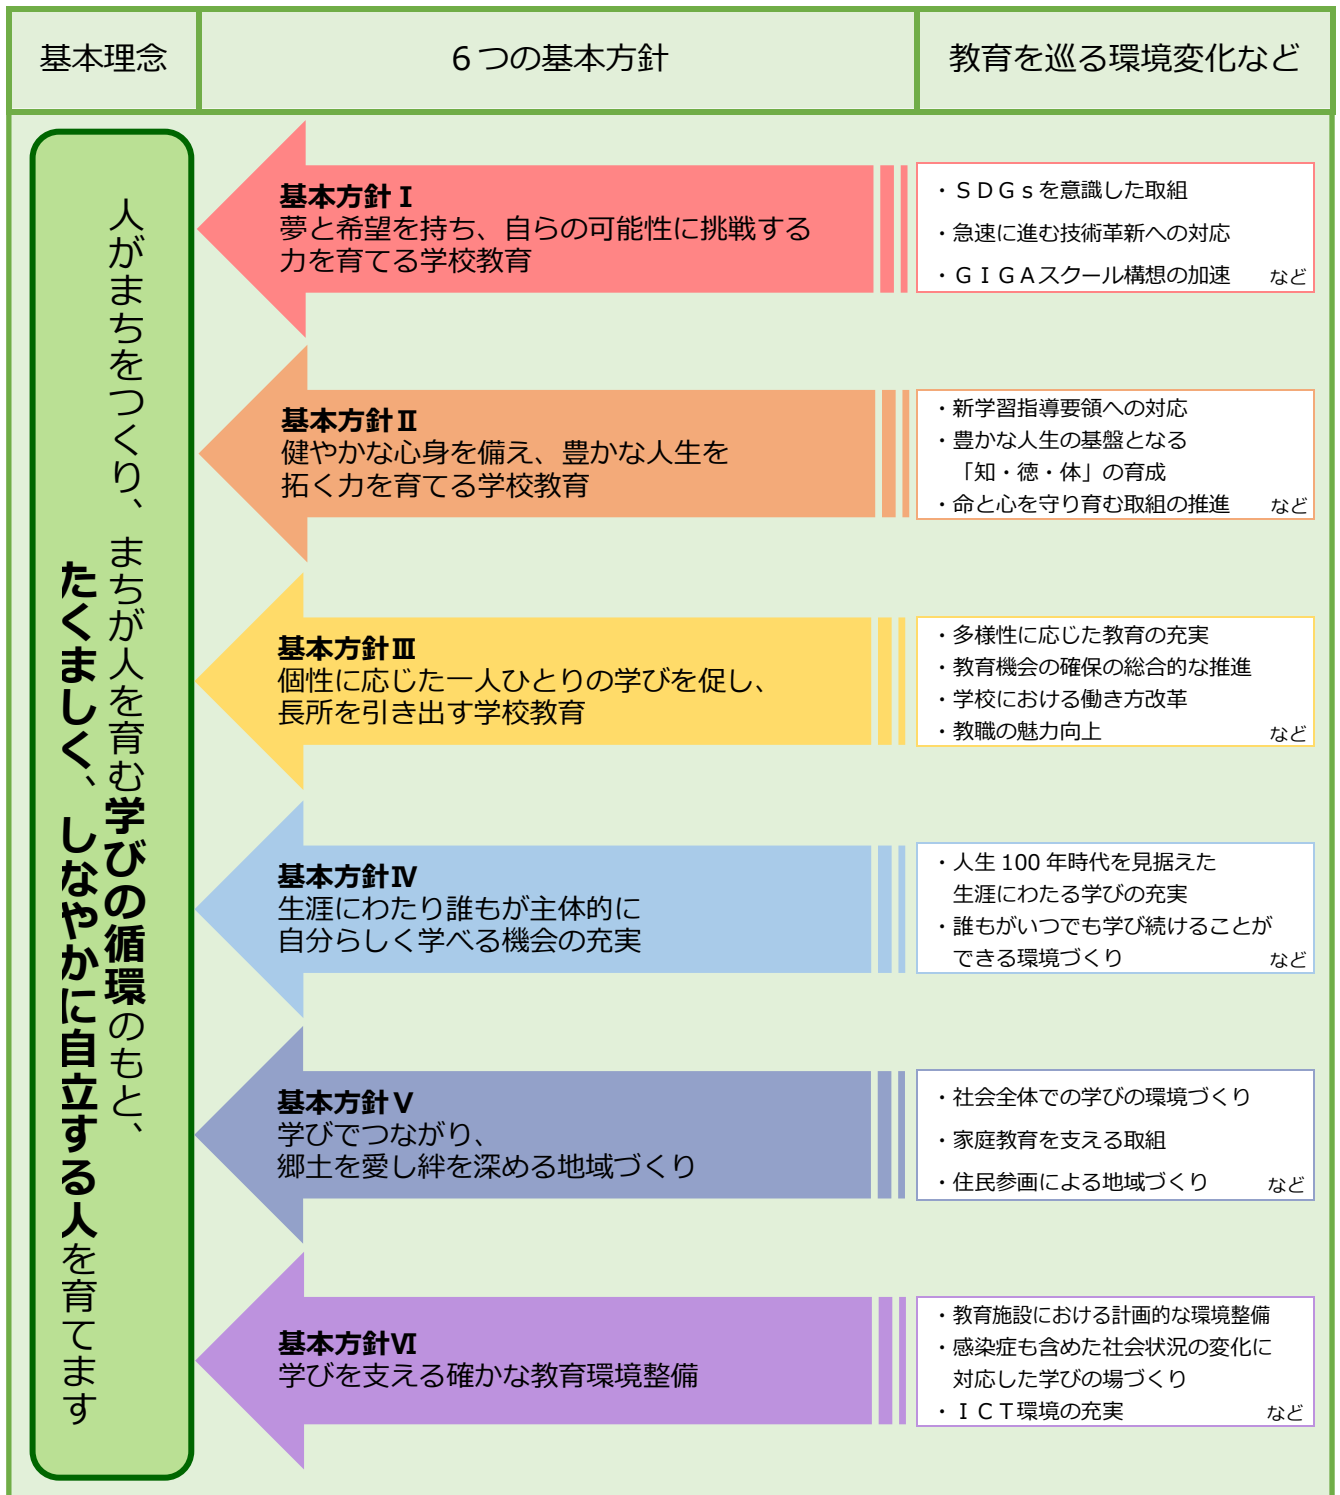 基本理念
６つの基本方針
教育を巡る環境変化など
人がまちをつくり、まちが人を育む学びの循環のもと、
たくましく、しなやかに自立する人を育てます
基本方針Ⅰ
夢と希望を持ち、自らの可能性に挑戦する
力を育てる学校教育
・ＳＤＧｓを意識した取組
・急速に進む技術革新への対応
・ＧＩＧＡスクール構想の加速　など
基本方針Ⅱ
健やかな心身を備え、豊かな人生を
拓く力を育てる学校教育
・新学習指導要領への対応
・豊かな人生の基盤となる
「知・徳・体」の育成
・命と心を守り育む取組の推進　など
基本方針Ⅲ
個性に応じた一人ひとりの学びを促し、
長所を引き出す学校教育
・多様性に応じた教育の充実
・教育機会の確保の総合的な推進
・学校における働き方改革
・教職の魅力向上　など
基本方針Ⅳ
生涯にわたり誰もが主体的に
自分らしく学べる機会の充実
・人生 100 年時代を見据えた
生涯にわたる学びの充実
・誰もがいつでも学び続けることが
できる環境づくり　など
基本方針Ⅴ
学びでつながり、
郷土を愛し絆を深める地域づくり
・社会全体での学びの環境づくり
・家庭教育を支える取組
・住民参画による地域づくり　など
基本方針Ⅵ
学びを支える確かな教育環境整備
・教育施設における計画的な環境整備
・感染症も含めた社会状況の変化に
対応した学びの場づくり
・ＩＣＴ環境の充実　など